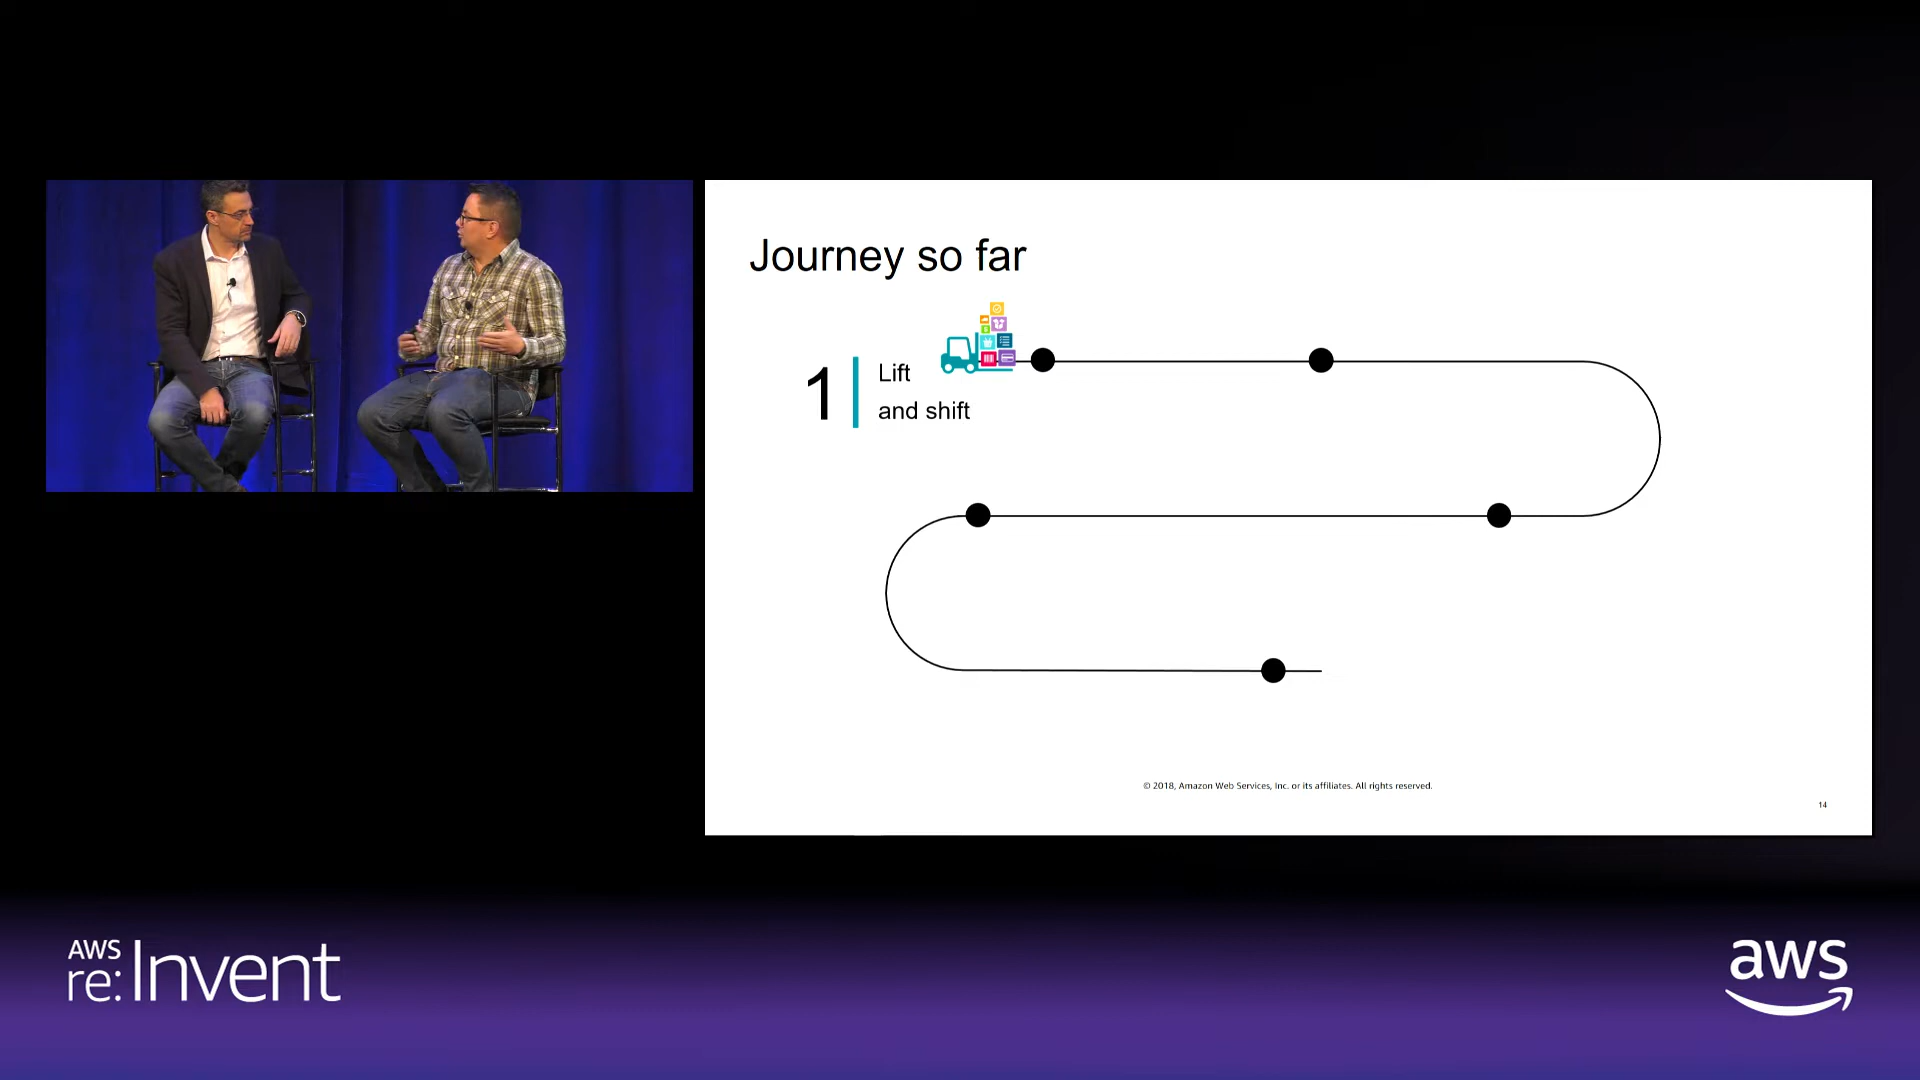 Journey so far
1
Lift
and shift
© 2018, Amazon Web Services, Inc. or its affiliates. All rights reserved.
14
AWS
re:Invent
aws